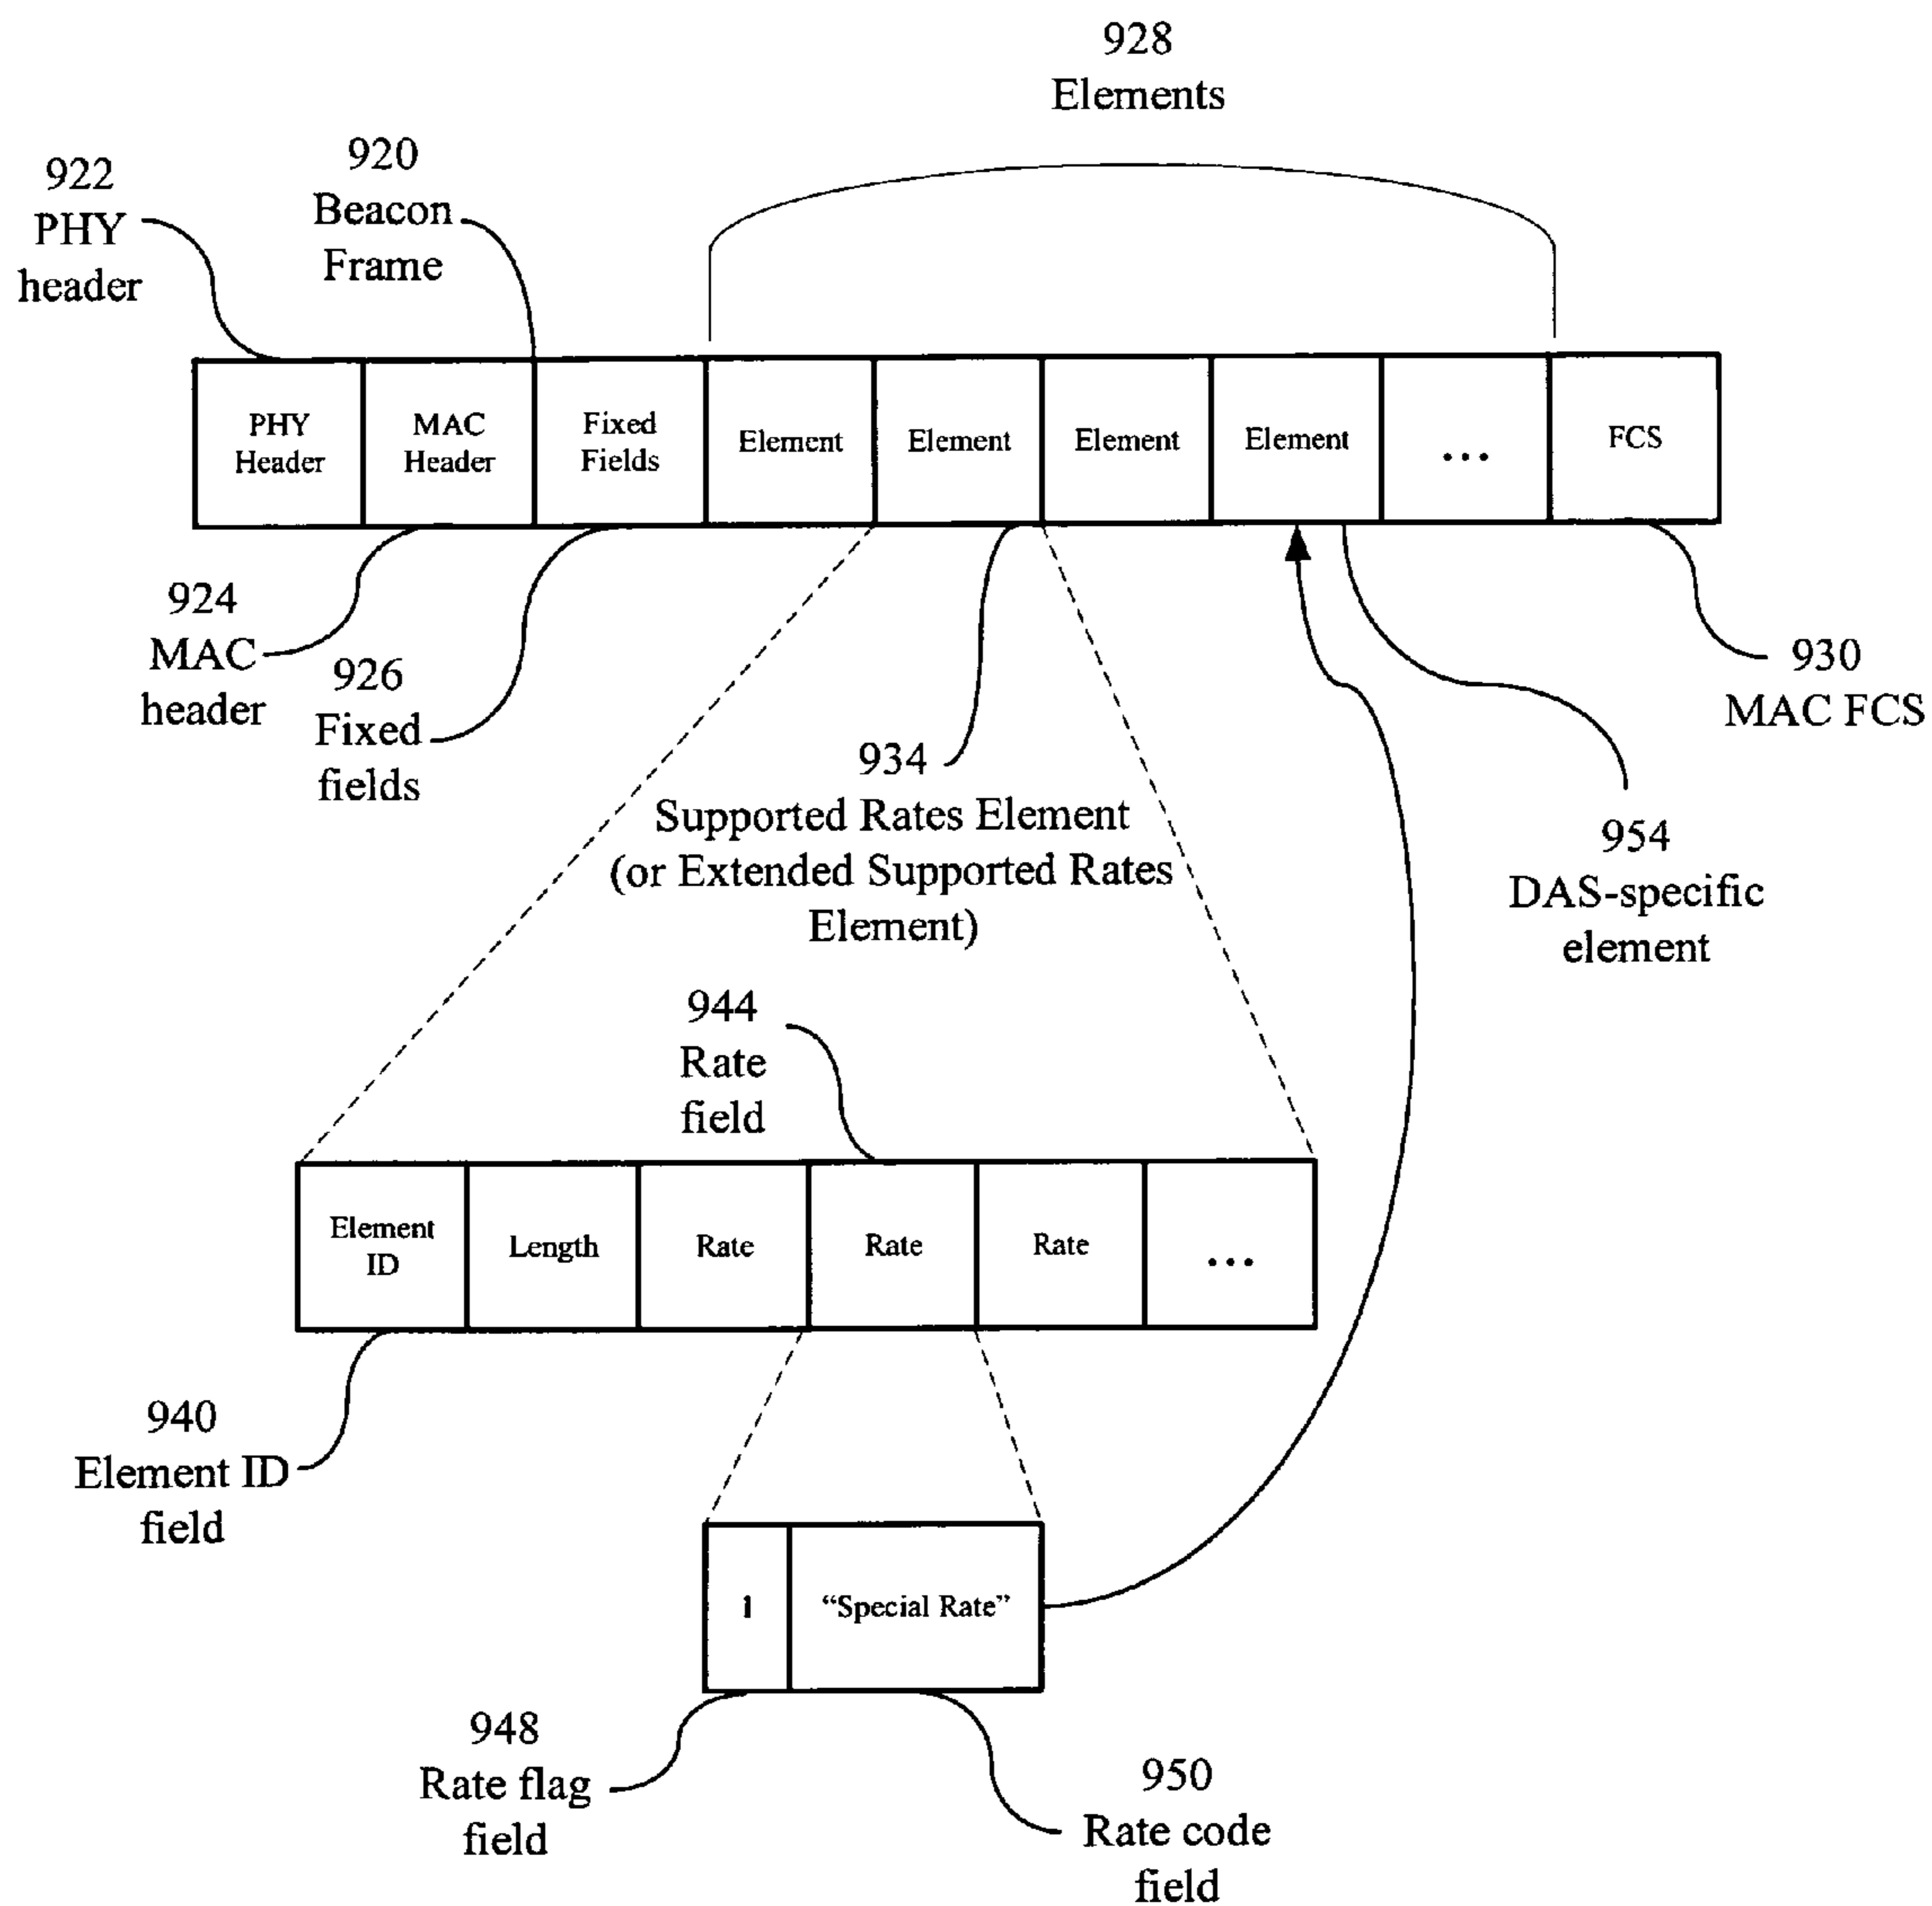 928
Elements
920
Beacon
Frame
922
PHY
header
PHY
Header
MAC
Header
Fixed
Fields
Element
Element
Element
Element
...
FCS
924
MAC
header
926
Fixed
fields
934
Supported Rates Element
(or Extended Supported Rates
Element)
930
MAC FCS
954
DAS-specific
element
944
Rate
field
Element
ID
Length
Rate
Rate
Rate
...
940
Element ID
field
1
“Special Rate”
948
Rate flag
field
950
Rate code
field